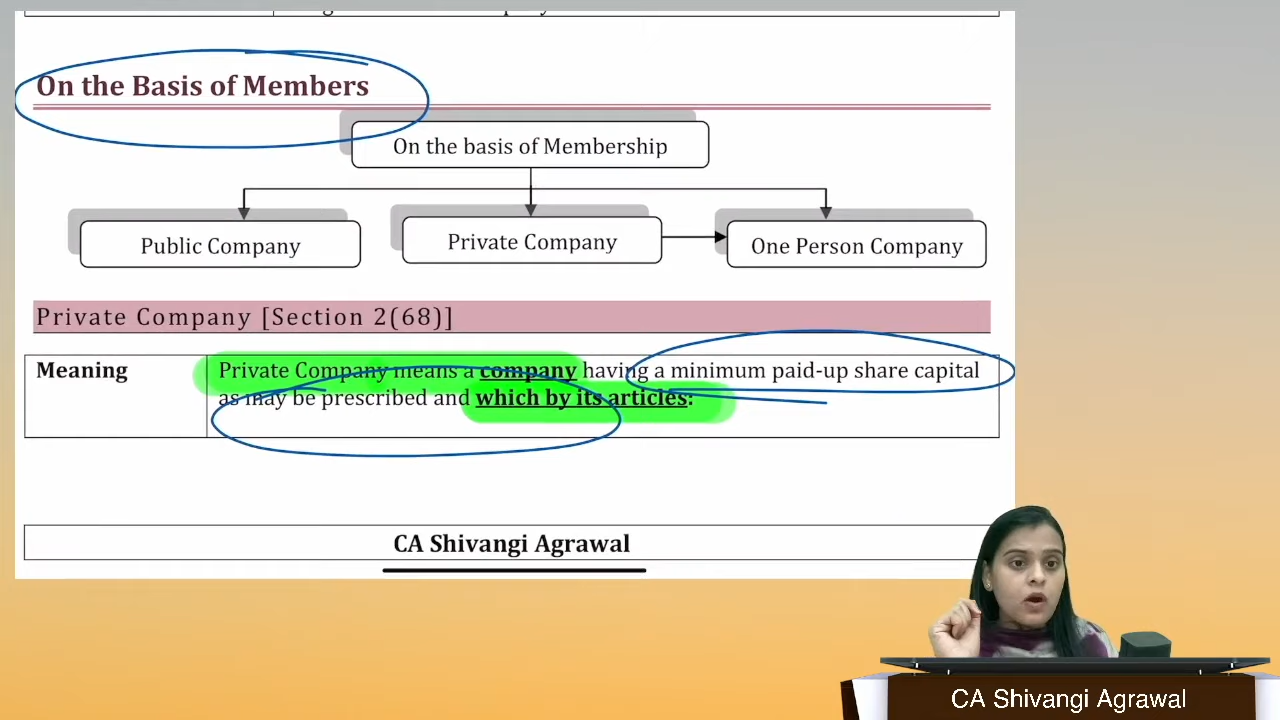 On the Basis of Members
On the basis of Membership
Public Company
Private Company
One Person Company
Private Company [Section 2(68)]
Meaning
Private Company means a company having a minimum paid-up share capital
as may be prescribed and which by its articles:
CA Shivangi Agrawal
CA Shivangi Agrawal